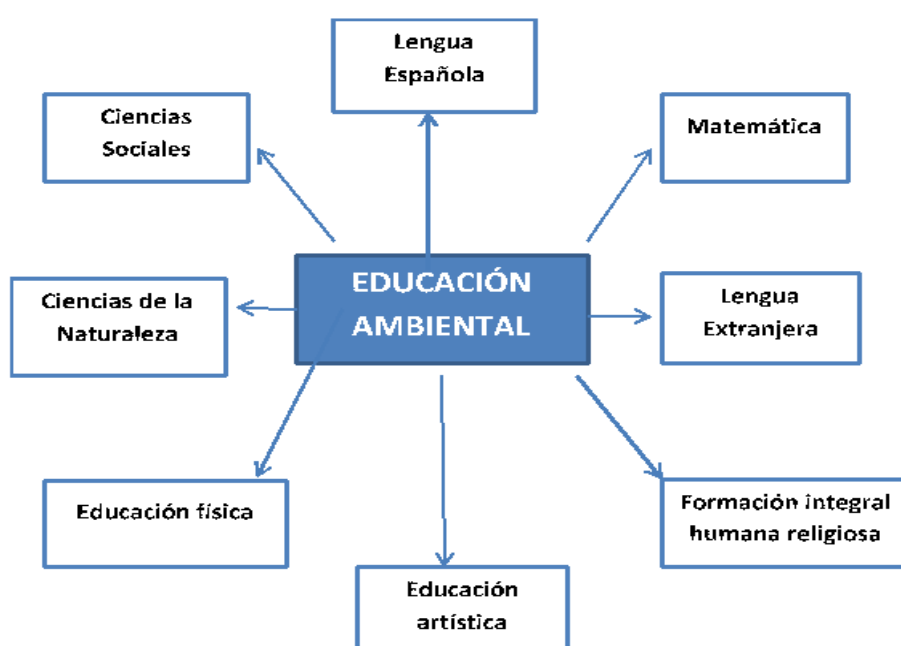 Lengua
Española
Ciencias
Sociales
Matemática
EDUCACIÓN
AMBIENTAL
Ciencias de la
Naturaleza
Lengua
Extranjera
Educación física
Formación integral
humana religiosa
Educación
artística